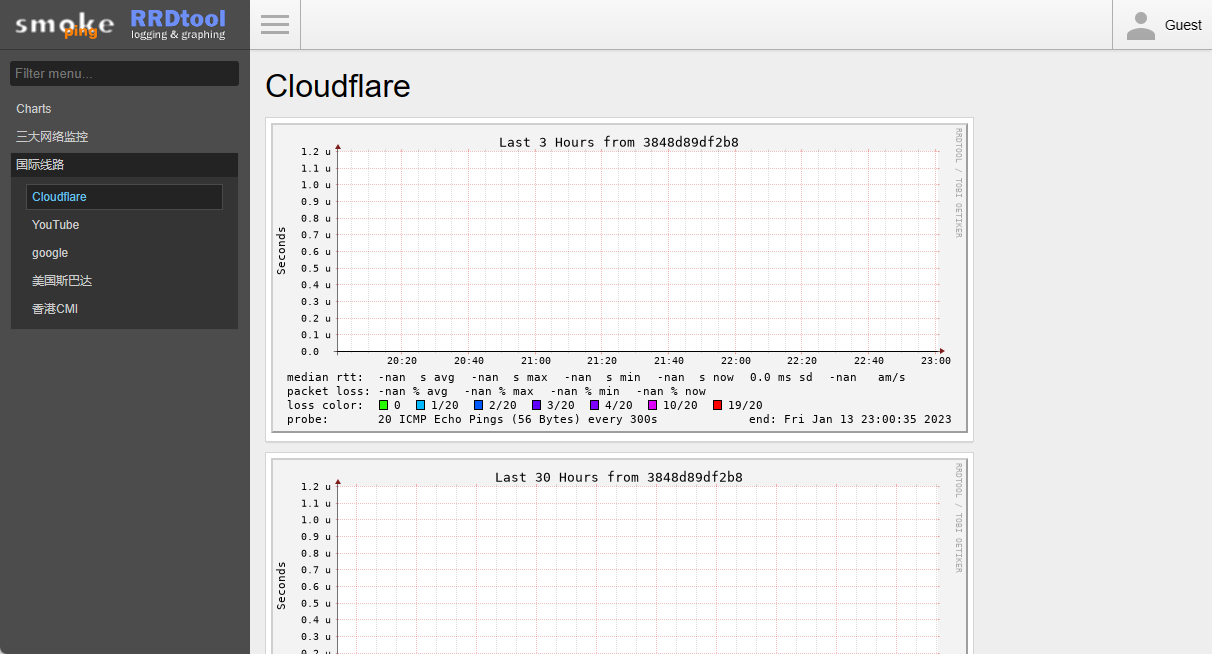 smokeping RRDtool
logging & graphing
Guest
Filter menu...
Charts
三大网络监控
国际线路
Cloudflare
YouTube
google
美国斯巴达
香港CMI
Cloudflare
Last 3 Hours from 3848d89df2b8
RRDTOOL / TOBI OETIKER
Seconds
1.2 u
1.1 u
1.0 u
0.9 u
0.8 u
0.7 u
0.6 u
0.5 u
0.4 u
0.3 u
0.2 u
0.1 u
0.0
20:20 20:40 21:00 21:20 21:40 22:00 22:20 22:40 23:00
median rtt: -nan s avg -nan s max -nan s min -nan s now 0.0 ms sd -nan am/s
packet loss: -nan % avg -nan % max -nan % min -nan % now
loss color: 0 1/20 2/20 3/20 4/20 10/20 19/20
probe: 20 ICMP Echo Pings (56 Bytes) every 300s end: Fri Jan 13 23:00:35 2023
Last 30 Hours from 3848d89df2b8
RRDTOOL / TOBI OETIKER
Seconds
1.2 u
1.1 u
1.0 u
0.9 u
0.8 u
0.7 u
0.6 u
0.5 u
0.4 u
0.3 u
0.2 u